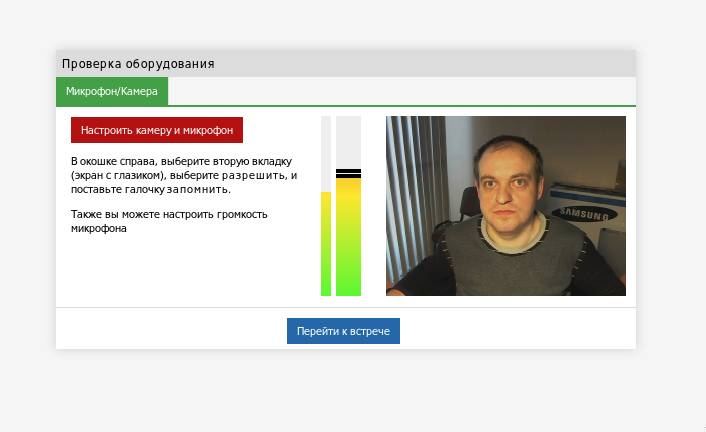 Проверка оборудования
Микрофон/Камера
Настроить камеру и микрофон
В окошке справа, выберите вторую вкладку
(экран с глазиком), выберите разрешить, и
поставьте галочку запомнить.
Также вы можете настроить громкость
микрофона
SAMSUNG
Перейти к встрече